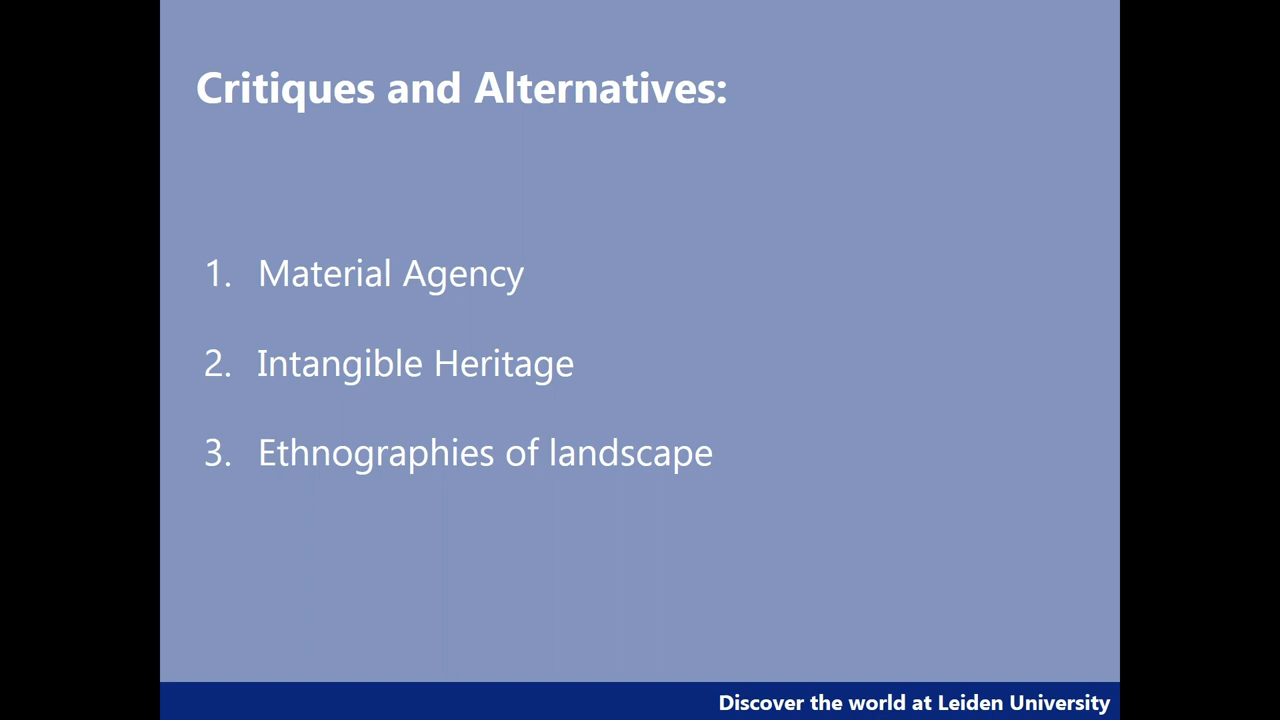 Critiques and Alternatives:
1. Material Agency
2. Intangible Heritage
3. Ethnographies of landscape
Discover the world at Leiden University